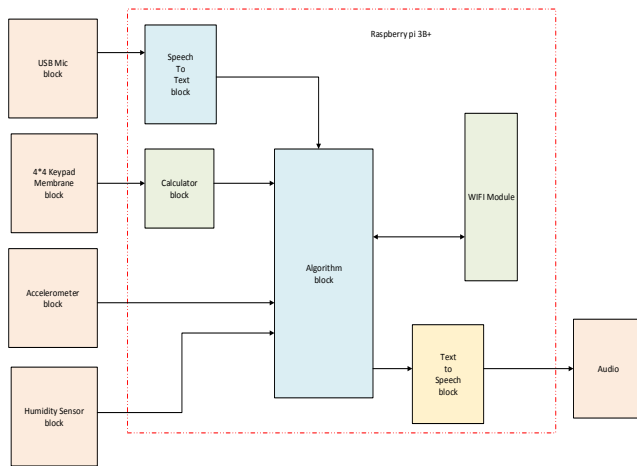 Raspberry pi 3B+
USB Mic
block
Speech
To
Text
block
4*4 Keypad
Membrane
block
Calculator
block
WIFI Module
Algorithm
block
Accelerometer
block
Text
to
Speech
block
Audio
Humidity Sensor
block